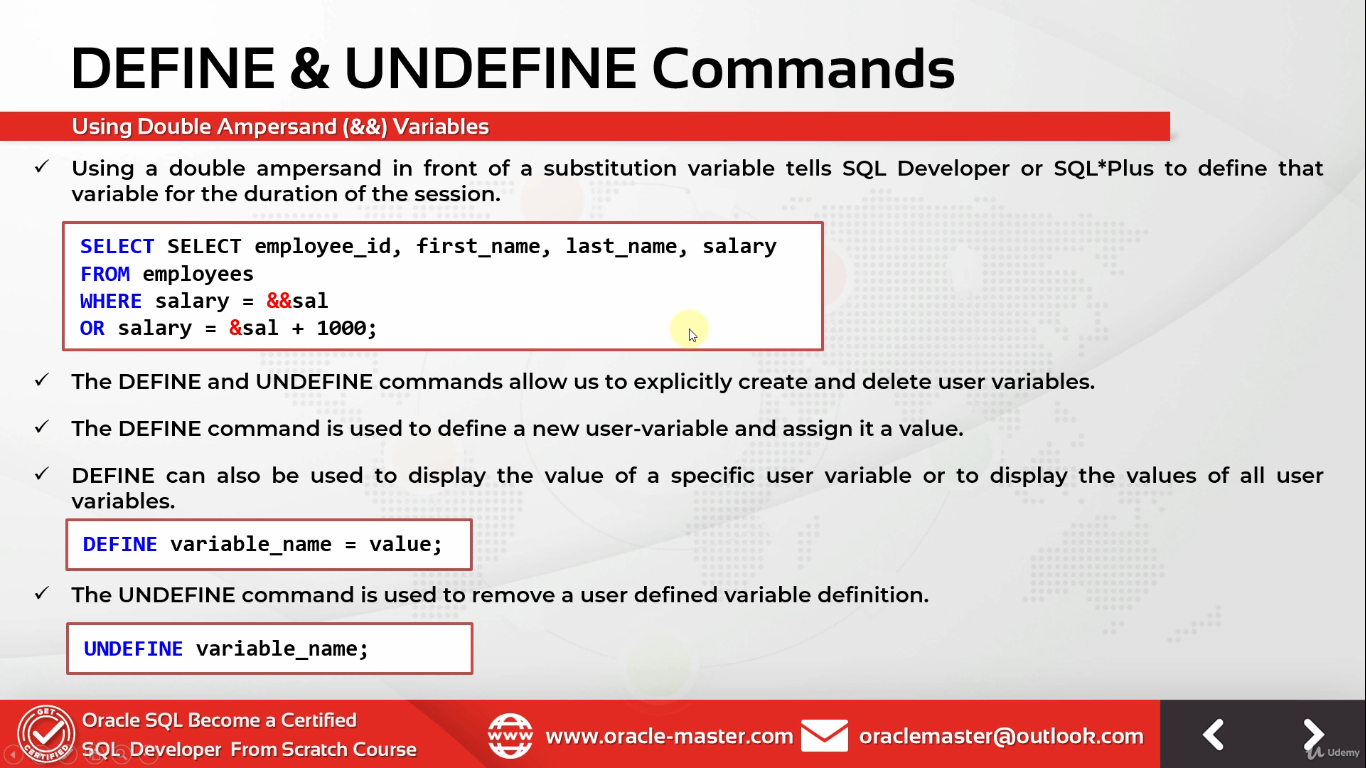 DEFINE & UNDEFINE Commands
Using Double Ampersand (&&) Variables
✓ Using a double ampersand in front of a substitution variable tells SQL Developer or SQL*Plus to define that
variable for the duration of the session.
SELECT SELECT employee_id, first_name, last_name, salary
FROM employees
WHERE salary = &&sal
OR salary = &sal + 1000;
✓ The DEFINE and UNDEFINE commands allow us to explicitly create and delete user variables.
✓ The DEFINE command is used to define a new user-variable and assign it a value.
✓ DEFINE can also be used to display the value of a specific user variable or to display the values of all user
variables.
DEFINE variable_name = value;
✓ The UNDEFINE command is used to remove a user defined variable definition.
UNDEFINE variable_name;
GET CERTIFIED
Oracle SQL Become a Certified
SQL Developer From Scratch Course
www
www.oracle-master.com
oraclemaster@outlook.com
Udemy